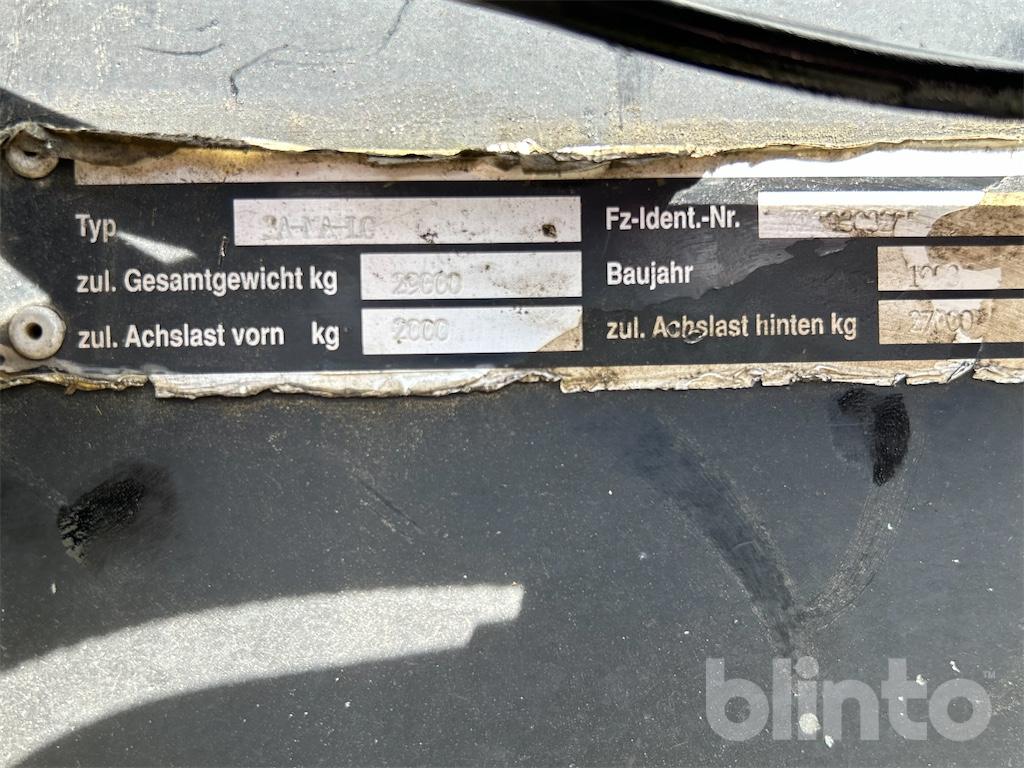 Typ
Fz-Ident.-Nr.
zul. Gesamtgewicht kg 29000
Baujahr
zul. Achslast vorn kg 2000
zul. Achslast hinten kg 27000
blinto™